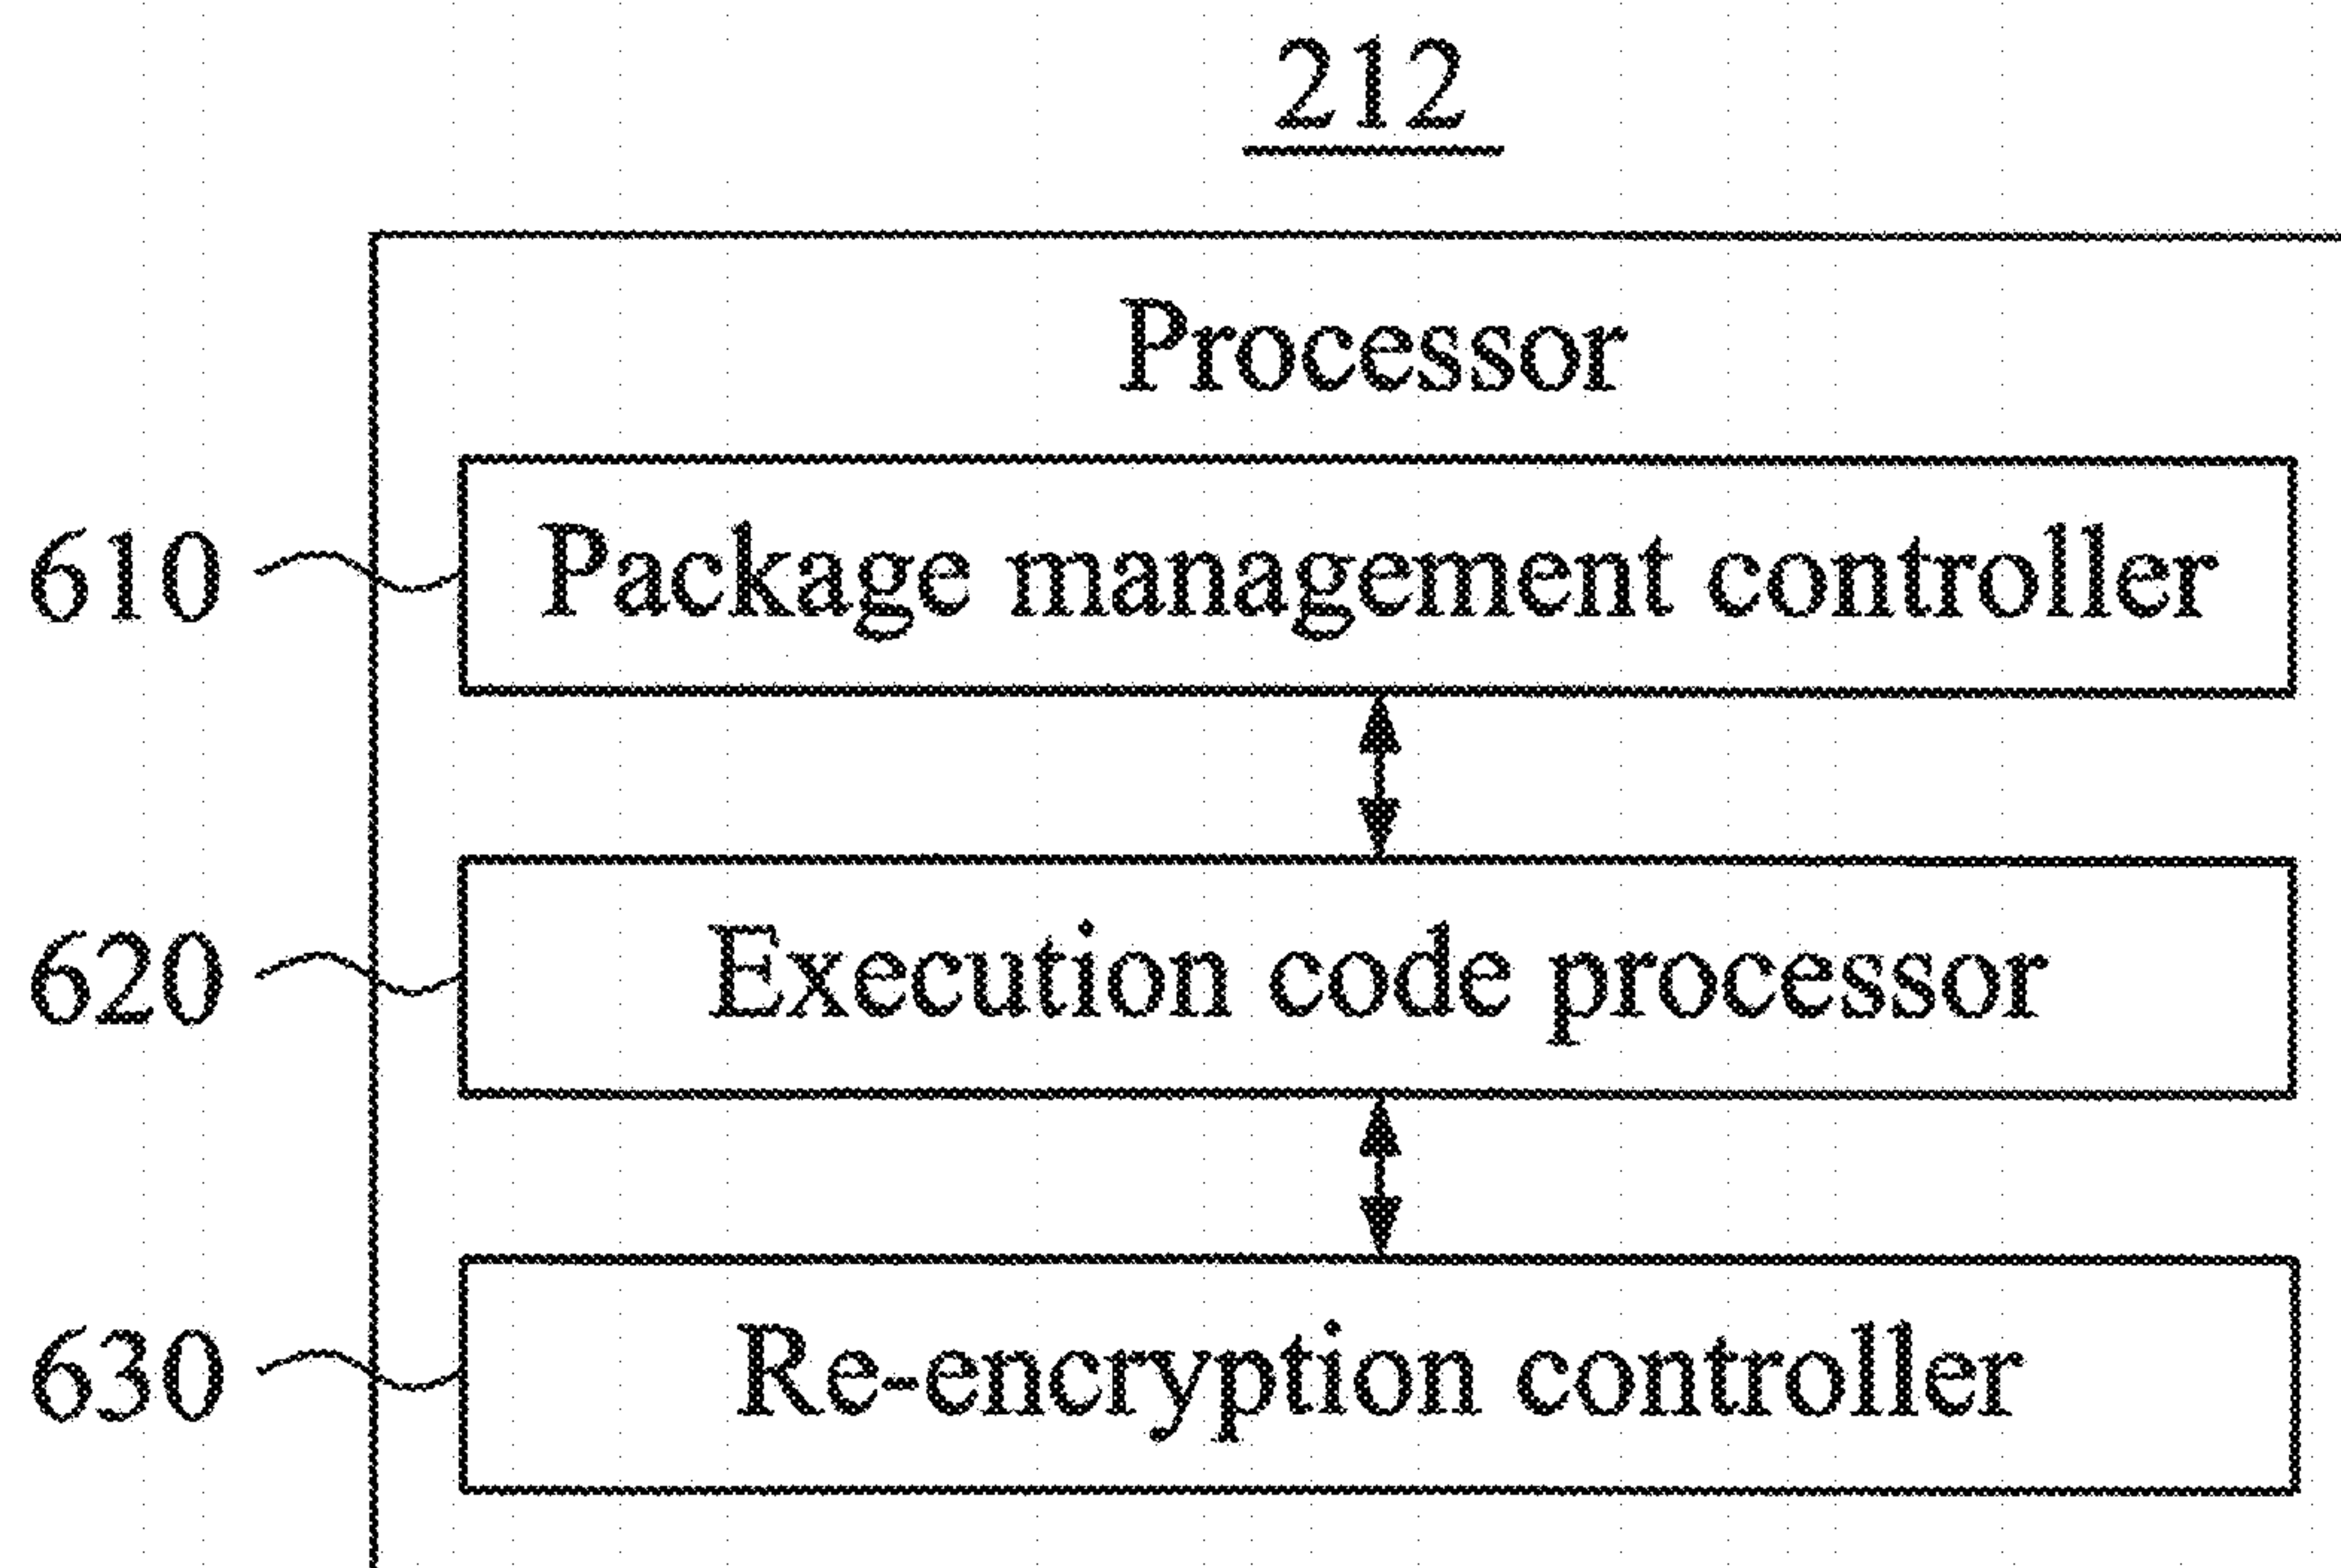 212
Processor
610 Package management controller
620 Execution code processor
630 Re-encryption controller